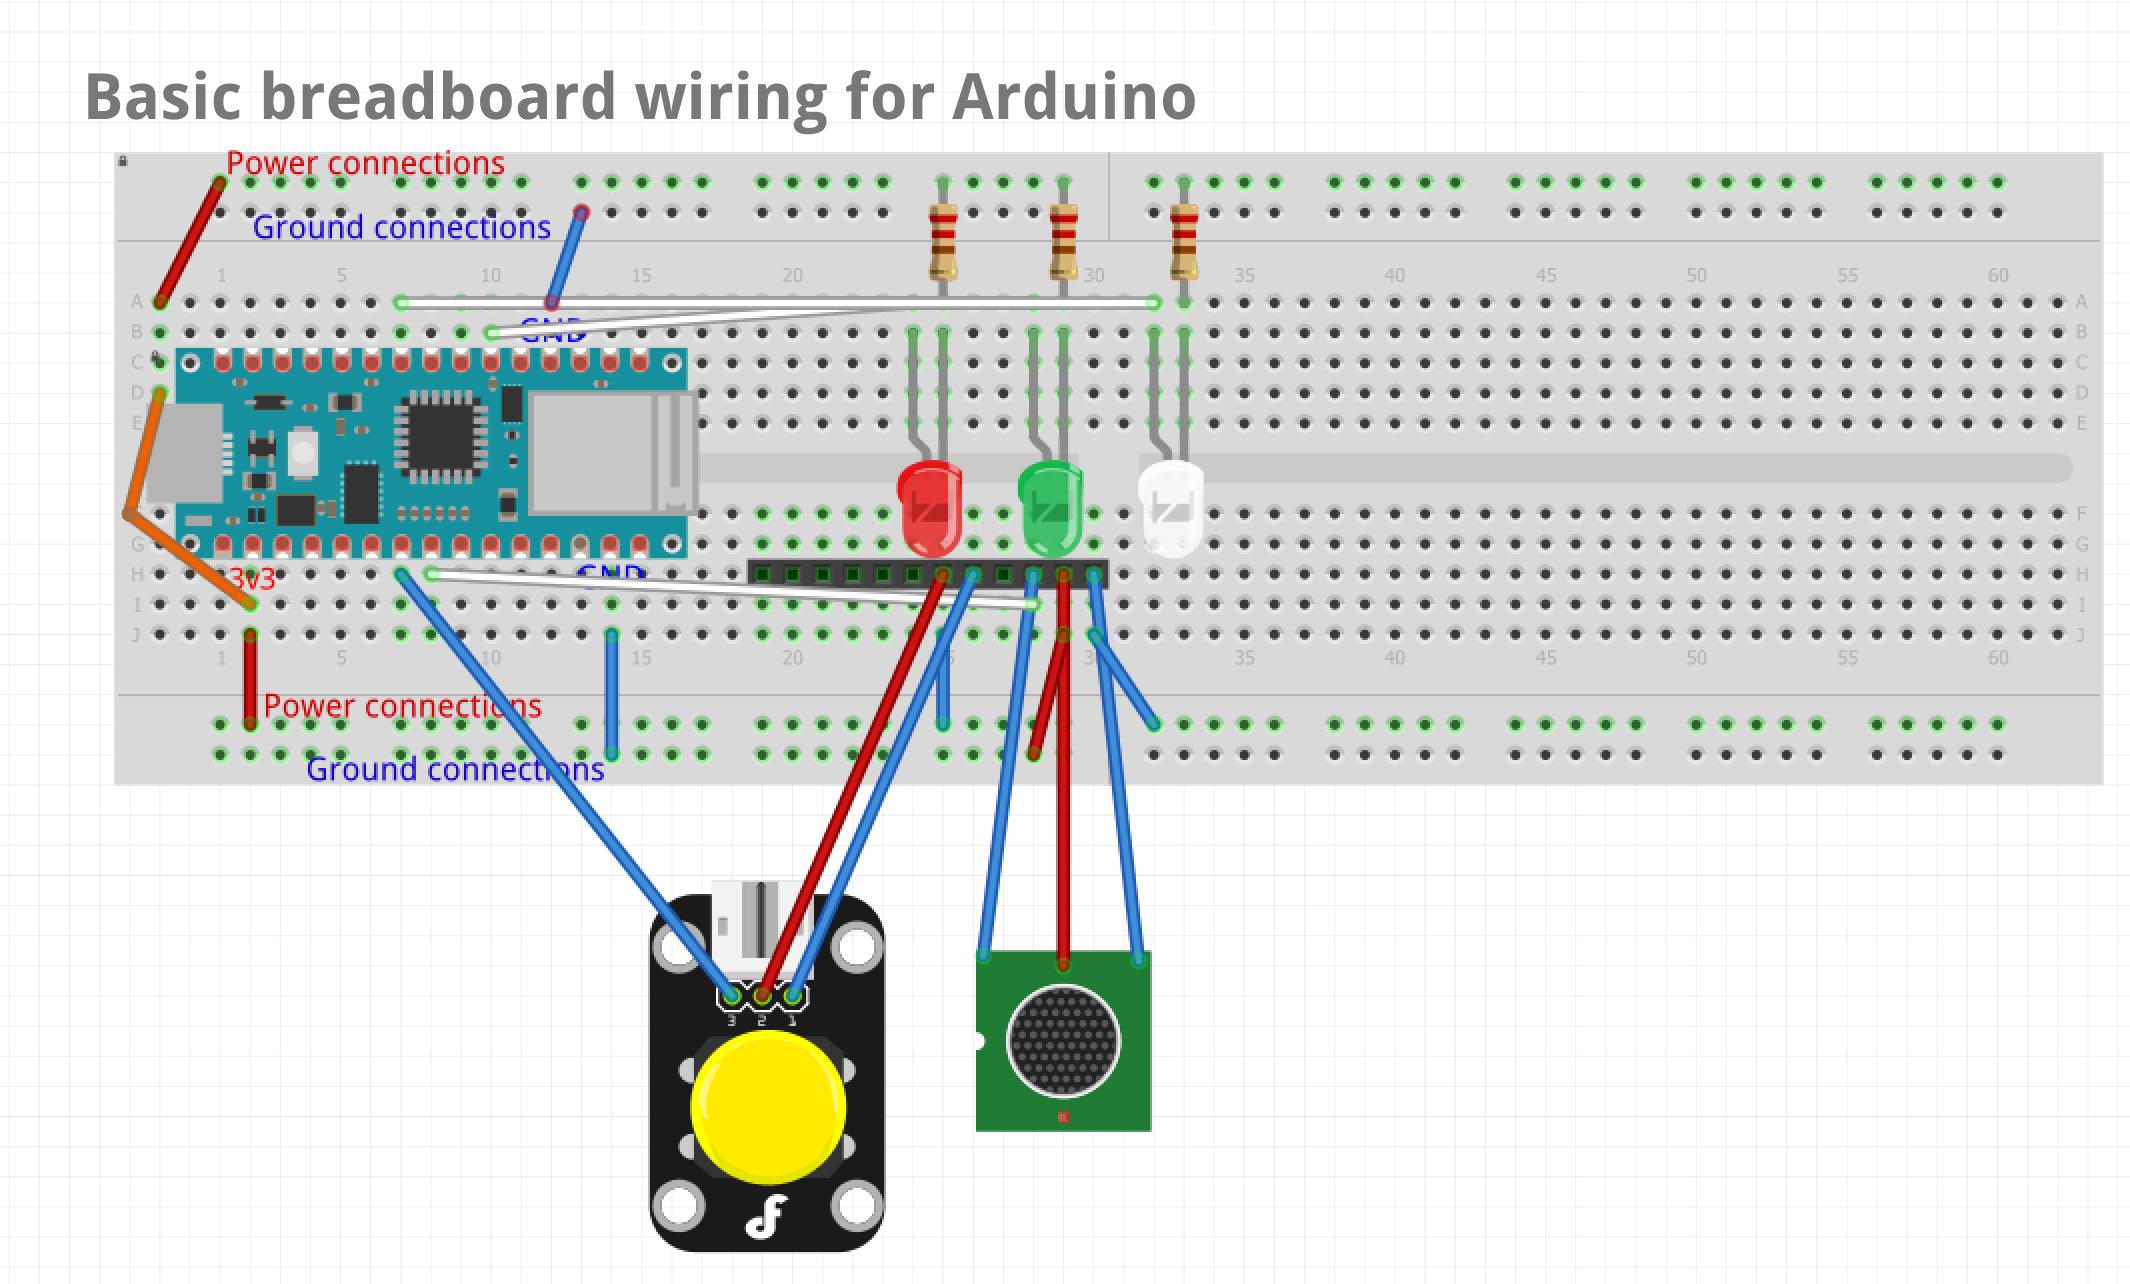 Basic breadboard wiring for Arduino
Power connections
Ground connections
1 5 10 15 20 30 35 40 45 50 55 60
A A
B B
GND
C C
D D
E E
F
G G
H 3v3 GND H
I I
J J
1 5 10 15 20 5 30 35 40 45 50 55 60
Power connections
Ground connections
3 2 1